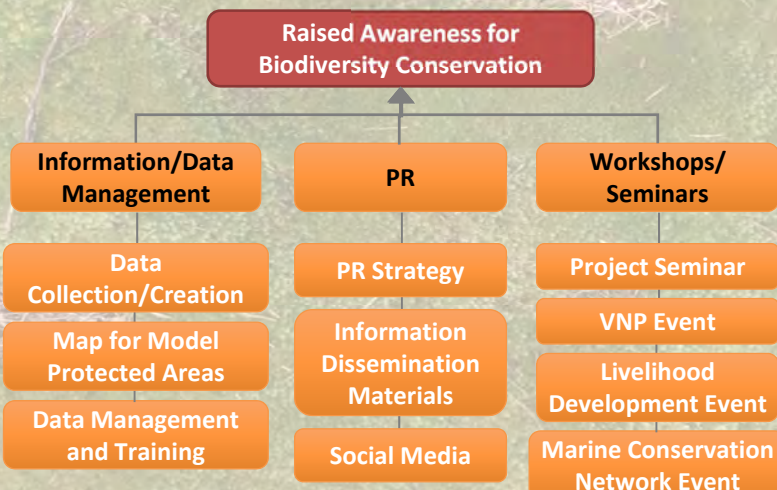 Raised Awareness for
Biodiversity Conservation
Information/Data
Management
Data
Collection/Creation
Map for Model
Protected Areas
Data Management
and Training
PR
PR Strategy
Information
Dissemination
Materials
Social Media
Workshops/
Seminars
Project Seminar
VNP Event
Livelihood
Development Event
Marine Conservation
Network Event